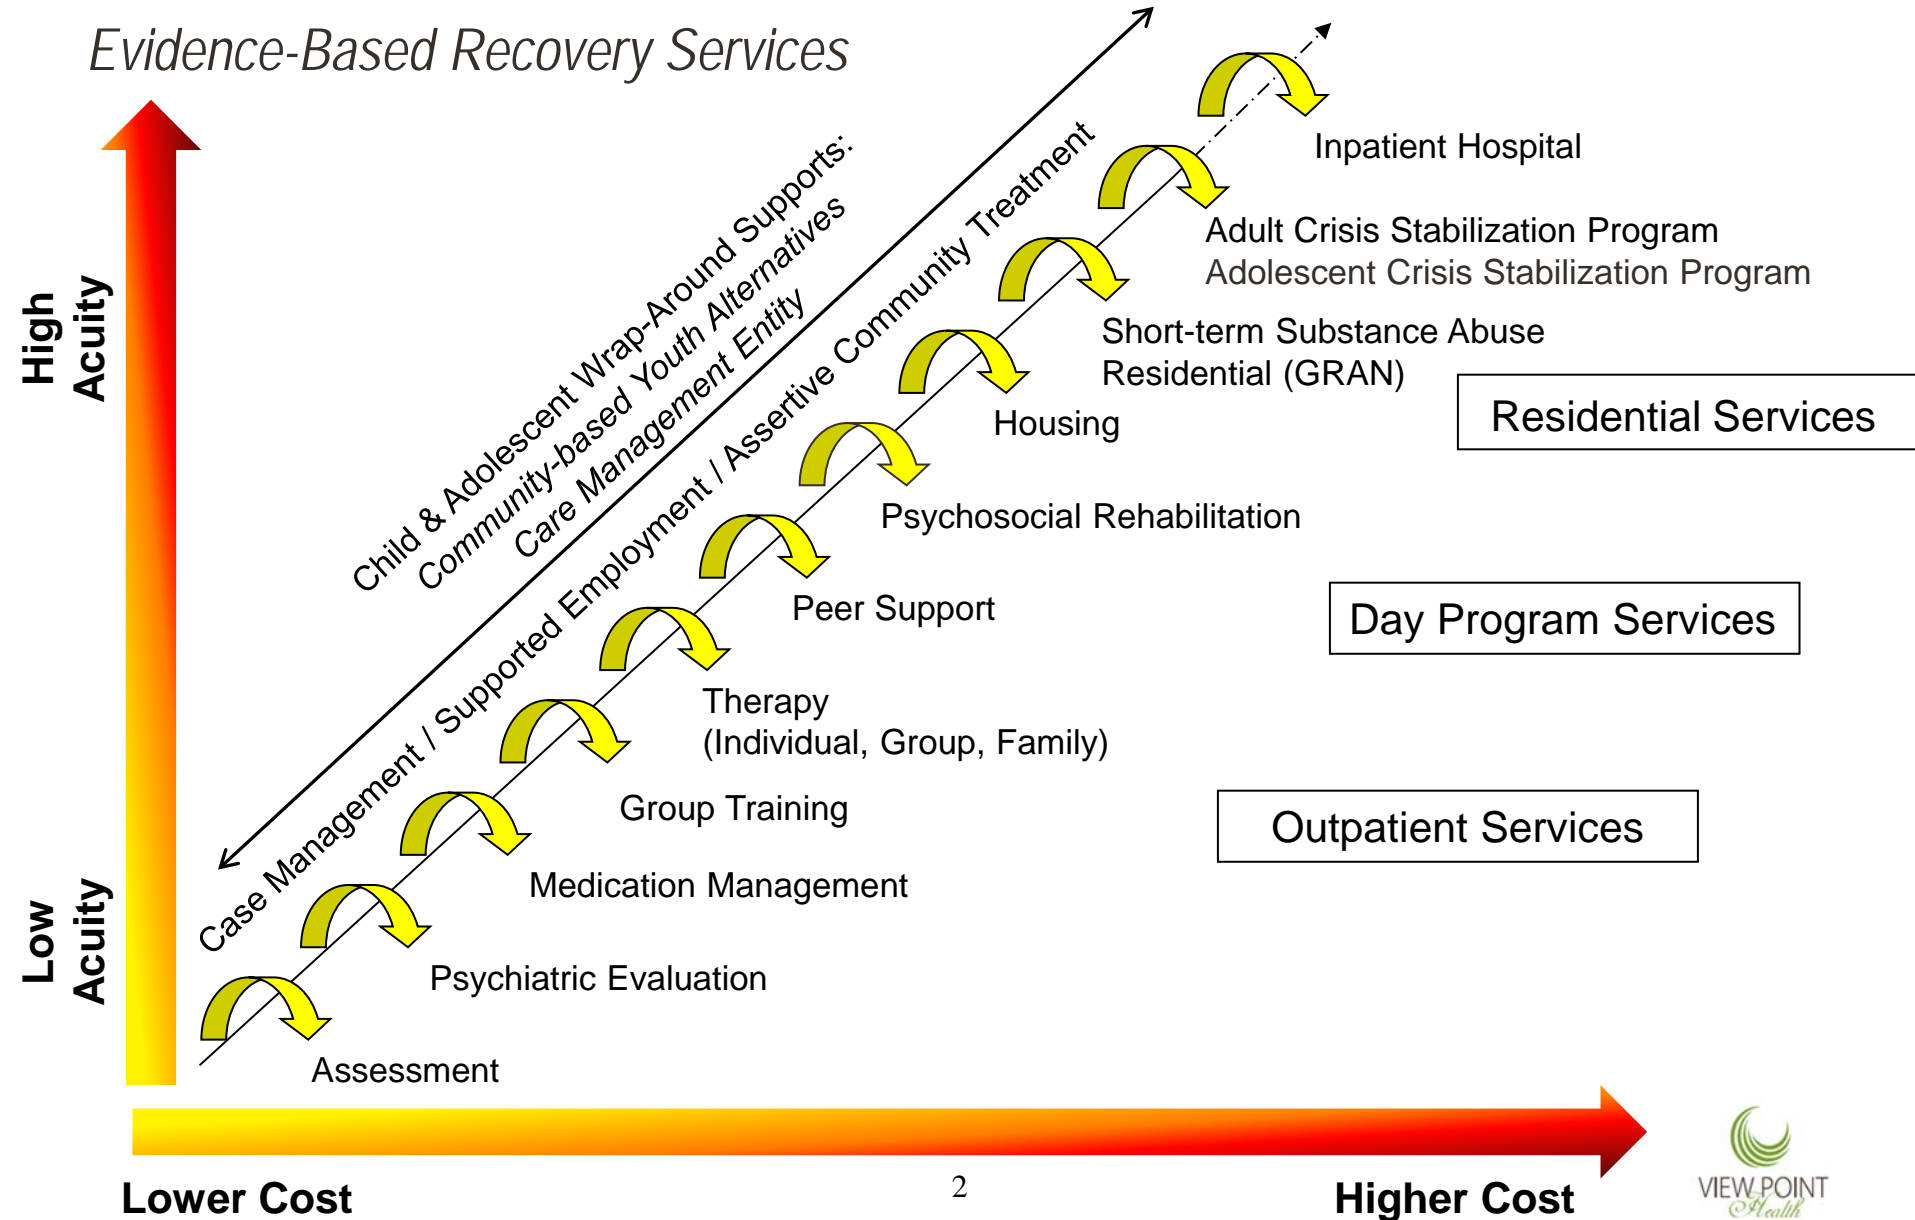 Evidence-Based Recovery Services
High
Acuity
Low
Acuity
Child & Adolescent Wrap-Around Supports:
Community-based Youth Alternatives
Care Management Entity
Case Management / Supported Employment / Assertive Community Treatment
Inpatient Hospital
Adult Crisis Stabilization Program
Adolescent Crisis Stabilization Program
Short-term Substance Abuse
Residential (GRAN)
Housing
Psychosocial Rehabilitation
Peer Support
Therapy
(Individual, Group, Family)
Group Training
Medication Management
Psychiatric Evaluation
Assessment
Residential Services
Day Program Services
Outpatient Services
Lower Cost
2
Higher Cost
VIEW POINT
Health